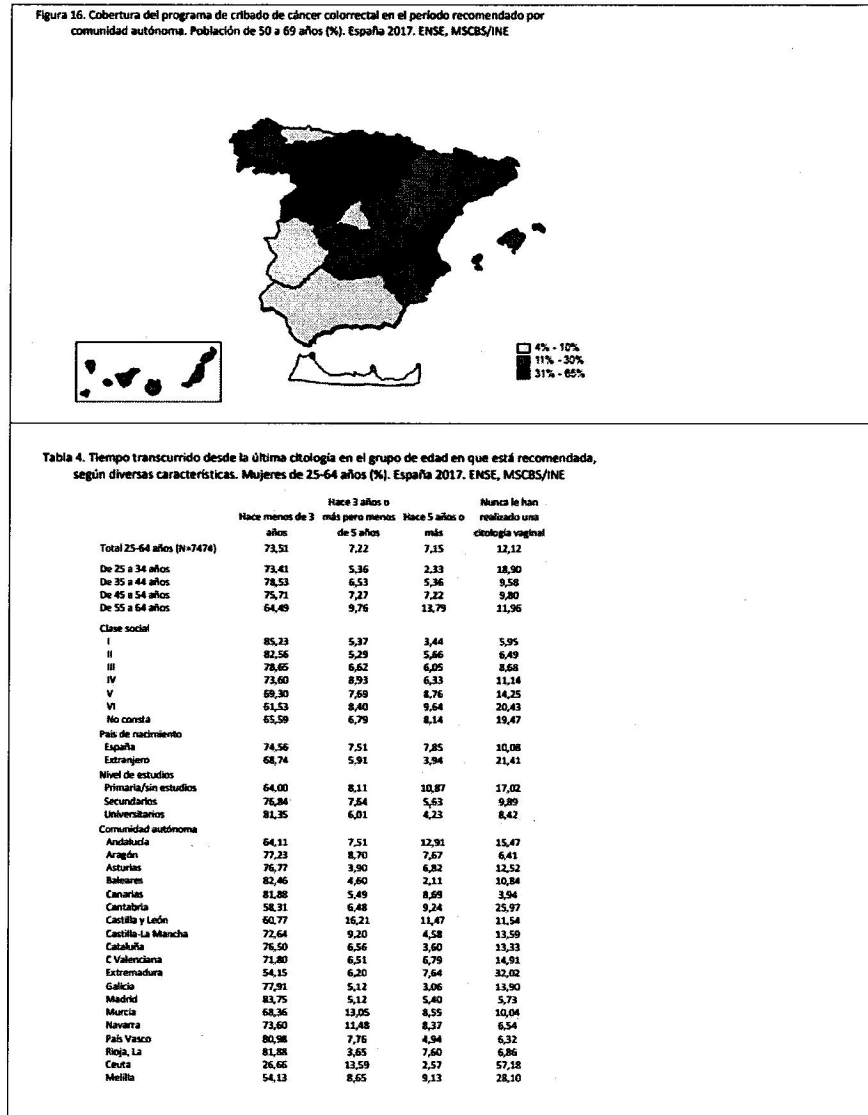 Figura 16. Cobertura del programa de cribado de cáncer colorrectal en el período recomendado por
comunidad autónoma. Población de 50 a 69 años (%). España 2017. ENSE, MSCBS/INE
4% - 10%
11% - 30%
31% - 65%
Tabla 4. Tiempo transcurrido desde la última citología en el grupo de edad en que está recomendada,
según diversas características. Mujeres de 25-64 años (%). España 2017. ENSE, MSCBS/INE
Hace 3 años o Nunca le han
Hace menos de 3 más pero menos Hace 5 años o realizado una
años de 5 años más citología vaginal
Total 25-64 años (N=7474) 73,51 7,22 7,15 12,12
De 25 a 34 años 73,41 5,36 2,33 18,90
De 35 a 44 años 78,53 6,53 5,36 9,58
De 45 a 54 años 75,71 7,27 7,22 9,80
De 55 a 64 años 64,49 9,76 13,79 11,96
Clase social
I 85,23 5,37 3,44 5,95
II 82,56 5,29 5,66 6,49
III 78,65 6,62 6,05 8,68
IV 73,60 8,93 6,33 11,14
V 69,30 7,69 8,76 14,25
VI 61,53 8,40 9,64 20,43
No consta 65,59 6,79 8,14 19,47
País de nacimiento
España 74,56 7,51 7,85 10,08
Extranjero 68,74 5,91 3,94 21,41
Nivel de estudios
Primaria/sin estudios 64,00 8,11 10,87 17,02
Secundarios 76,84 7,64 5,63 9,89
Universitarios 81,35 6,01 4,23 8,42
Comunidad autónoma
Andalucía 64,11 7,51 12,91 15,47
Aragón 77,23 8,70 7,67 6,41
Asturias 76,77 3,90 6,82 12,52
Baleares 82,46 4,60 2,11 10,84
Canarias 81,88 5,49 8,69 3,94
Cantabria 58,31 6,48 9,24 25,97
Castilla y León 60,77 16,21 11,47 11,54
Castilla-La Mancha 72,64 9,20 4,58 13,59
Cataluña 76,50 6,56 3,60 13,33
C Valenciana 71,80 6,51 6,79 14,91
Extremadura 54,15 6,20 7,64 32,02
Galicia 77,91 5,12 3,06 13,90
Madrid 83,75 5,12 5,40 5,73
Murcia 68,36 13,05 8,55 10,04
Navarra 73,60 11,48 8,37 6,54
País Vasco 80,98 7,76 4,94 6,32
Rioja, La 81,88 3,65 7,60 6,86
Ceuta 26,66 13,59 2,57 57,18
Melilla 54,13 8,65 9,13 28,10